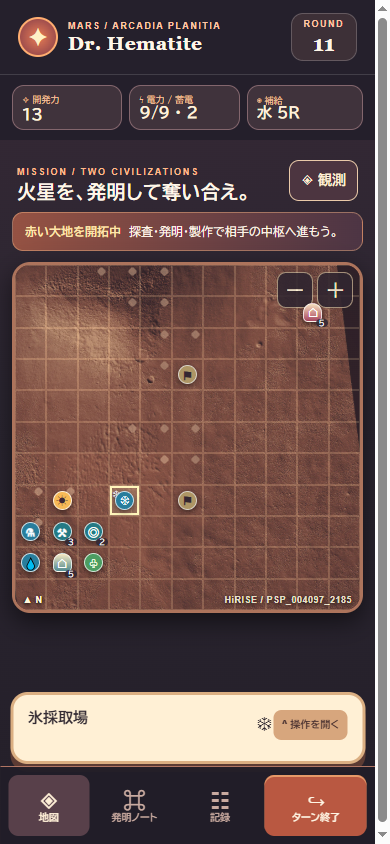 MARS / ARCADIA PLANITIA
Dr. Hematite
ROUND
11
開発力
13
電力 / 蓄電
9/9・2
補給
水 5R
MISSION / TWO CIVILIZATIONS
火星を、発明して奪い合え。
観測
赤い大地を開拓中 探査・発明・製作で相手の中枢へ進もう。
5
3
2
5
▲ N
HiRISE / PSP_004097_2185
氷採取場
^ 操作を開く
地図
発明ノート
記録
ターン終了